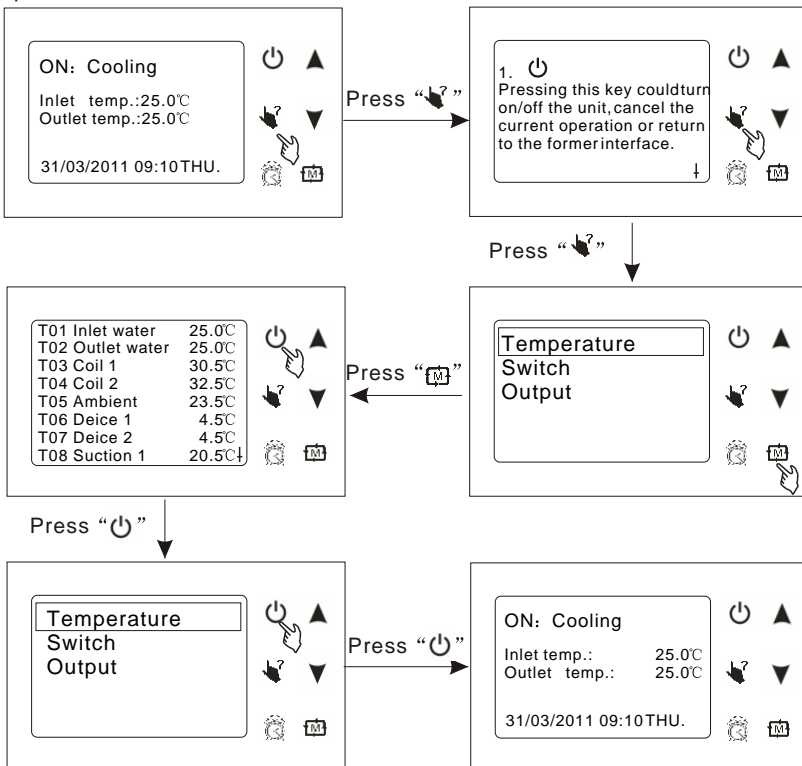 ON: Cooling
Inlet temp.:25.0℃
Outlet temp.:25.0℃
31/03/2011 09:10THU.
Press “ ”
1.
Pressing this key couldturn
on/off the unit,cancel the
current operation or return
to the formerinterface.
Press “ ”
Temperature
Switch
Output
M
Press “M”
T01 Inlet water 25.0℃
T02 Outlet water 25.0℃
T03 Coil 1 30.5℃
T04 Coil 2 32.5℃
T05 Ambient 23.5℃
T06 Deice 1 4.5℃
T07 Deice 2 4.5℃
T08 Suction 1 20.5℃
M
Press “ ”
Temperature
Switch
Output
M
Press “ ”
ON: Cooling
Inlet temp.: 25.0℃
Outlet temp.: 25.0℃
31/03/2011 09:10THU.
M